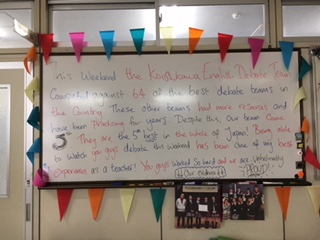 This Weekend the Koshukawa English Debate Team
Competed against 64 of the best debate teams in
this Country. These other teams had more resources and
have been practicing for years. Despite this, our team came
5th They are the 5th best in the whole of Japan! Being able
to watch you guys debate this weekend has been one of my best
experiences as a teacher! You guys worked so hard and we are unbelievably
PROUD!